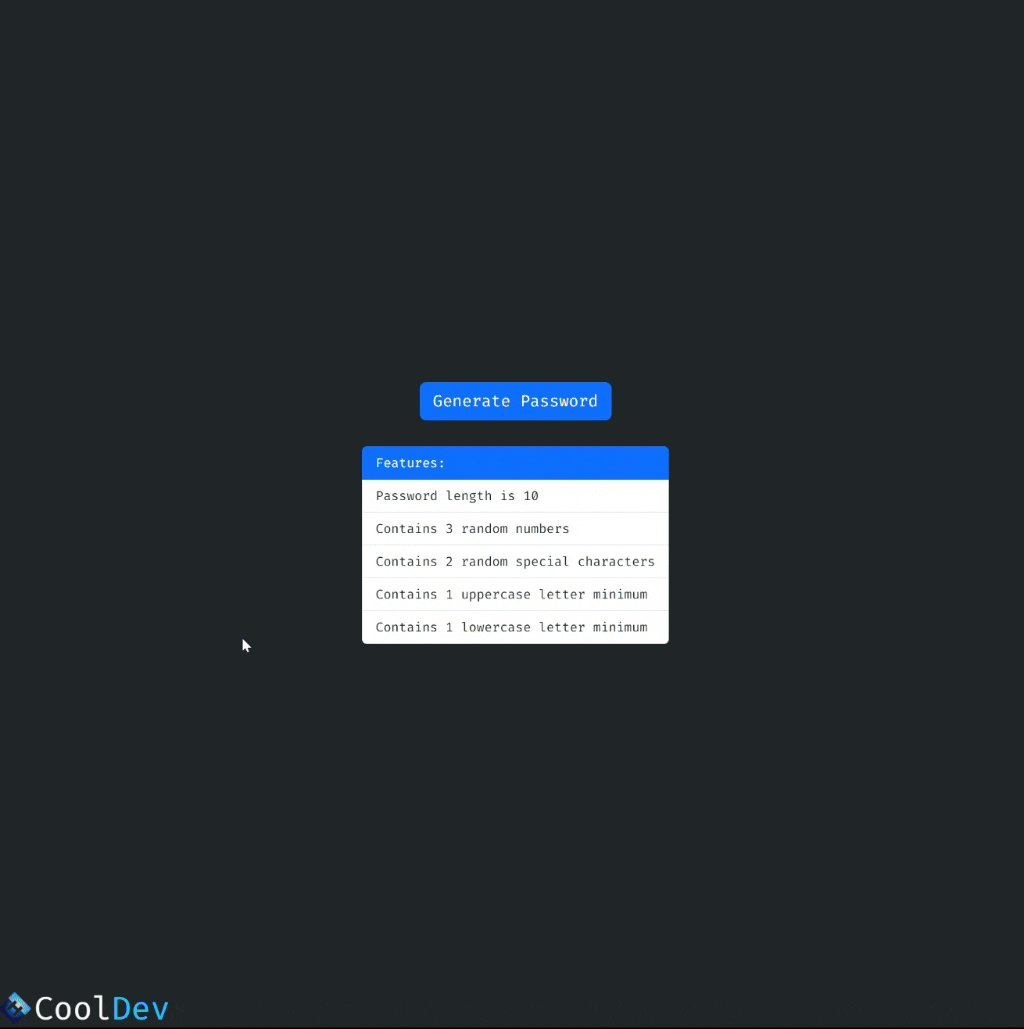 Generate Password
Features:
Password length is 10
Contains 3 random numbers
Contains 2 random special characters
Contains 1 uppercase letter minimum
Contains 1 lowercase letter minimum
CoolDev